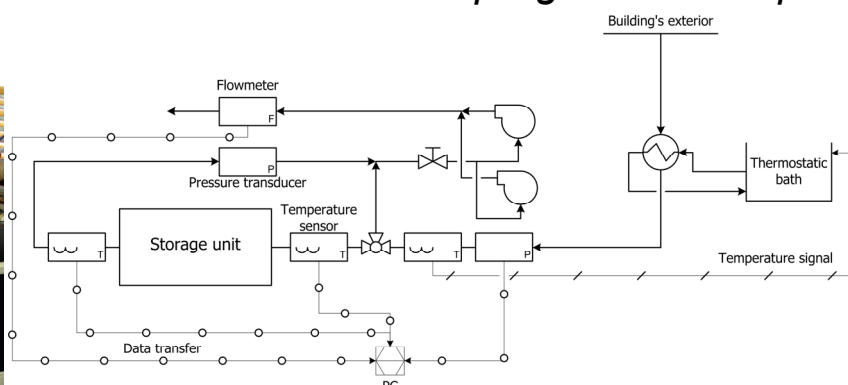 Building's exterior
Flowmeter
F
P
Pressure transducer
Thermostatic
bath
Temperature
sensor
Storage unit
T
T
T
P
Temperature signal
Data transfer